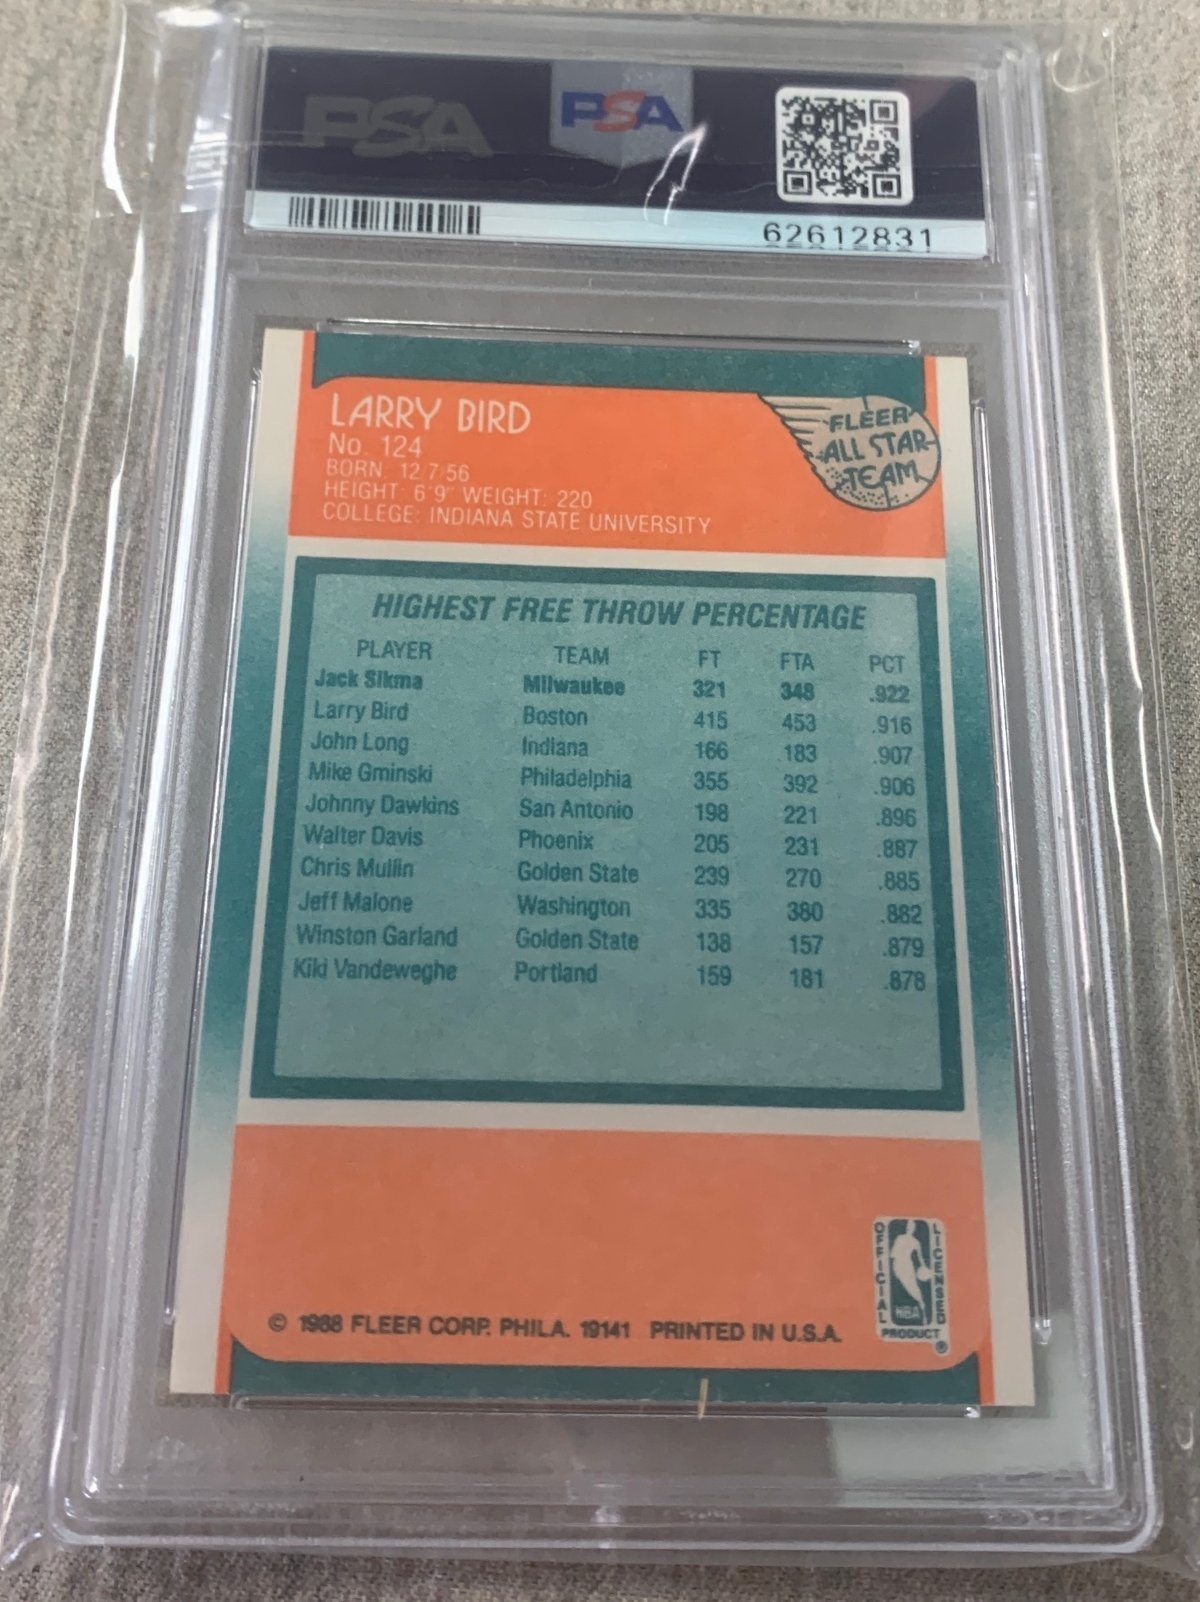 PSA PSA
62612831
LARRY BIRD
No. 124
BORN: 12 7 56
HEIGHT: 6'9" WEIGHT: 220
COLLEGE: INDIANA STATE UNIVERSITY
FLEER
ALL STAR
TEAM
HIGHEST FREE THROW PERCENTAGE
PLAYER TEAM FT FTA PCT
Jack Sikma Milwaukee 321 348 .922
Larry Bird Boston 415 453 .916
John Long Indiana 166 183 .907
Mike Gminski Philadelphia 355 392 .906
Johnny Dawkins San Antonio 198 221 .896
Walter Davis Phoenix 205 231 .887
Chris Mullin Golden State 239 270 .885
Jeff Malone Washington 335 380 .882
Winston Garland Golden State 138 157 .879
Kiki Vandeweghe Portland 159 181 .878
OFFICIAL LICENSED
NBA
PRODUCT ®
© 1988 FLEER CORP. PHILA. 19141 PRINTED IN U.S.A.